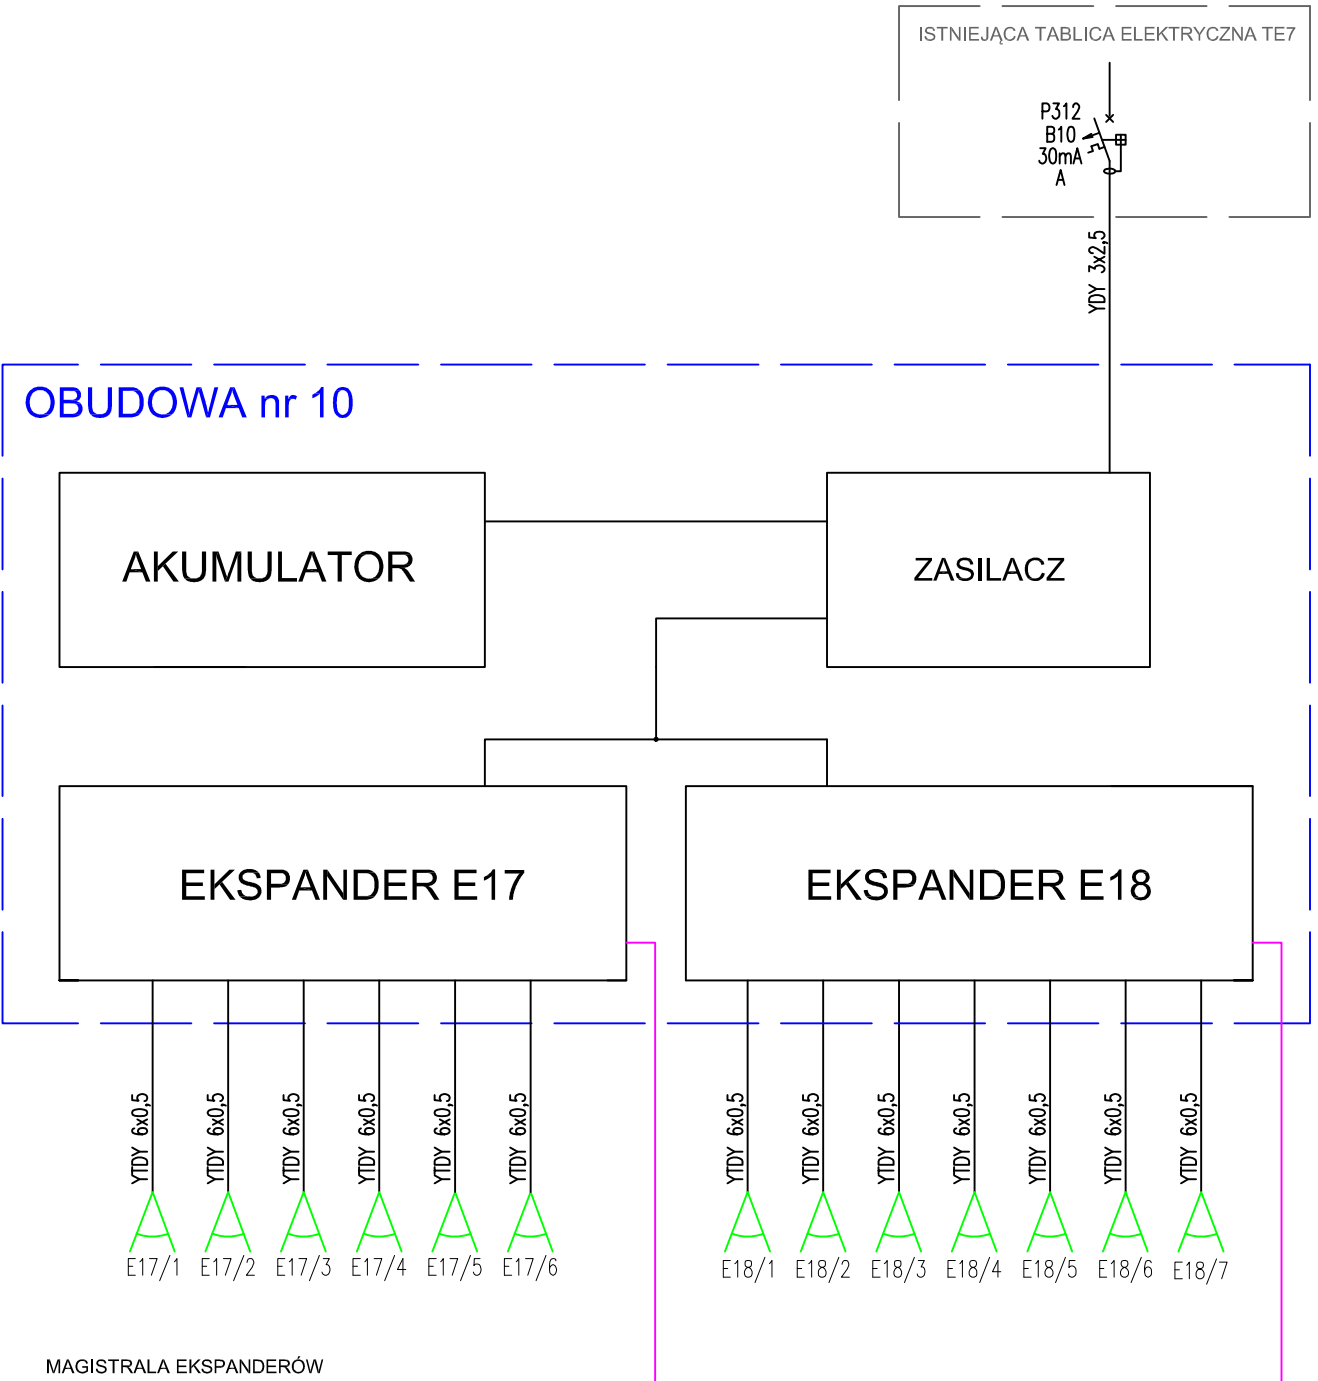 ISTNIEJĄCA TABLICA ELEKTRYCZNA TE7
P312
B10
30mA
A
YDY 3x2,5
OBUDOWA nr 10
AKUMULATOR
ZASILACZ
EKSPANDER E17
EKSPANDER E18
YTDY 6x0,5
YTDY 6x0,5
YTDY 6x0,5
YTDY 6x0,5
YTDY 6x0,5
YTDY 6x0,5
YTDY 6x0,5
YTDY 6x0,5
YTDY 6x0,5
YTDY 6x0,5
YTDY 6x0,5
YTDY 6x0,5
YTDY 6x0,5
E17/1
E17/2
E17/3
E17/4
E17/5
E17/6
E18/1
E18/2
E18/3
E18/4
E18/5
E18/6
E18/7
MAGISTRALA EKSPANDERÓW